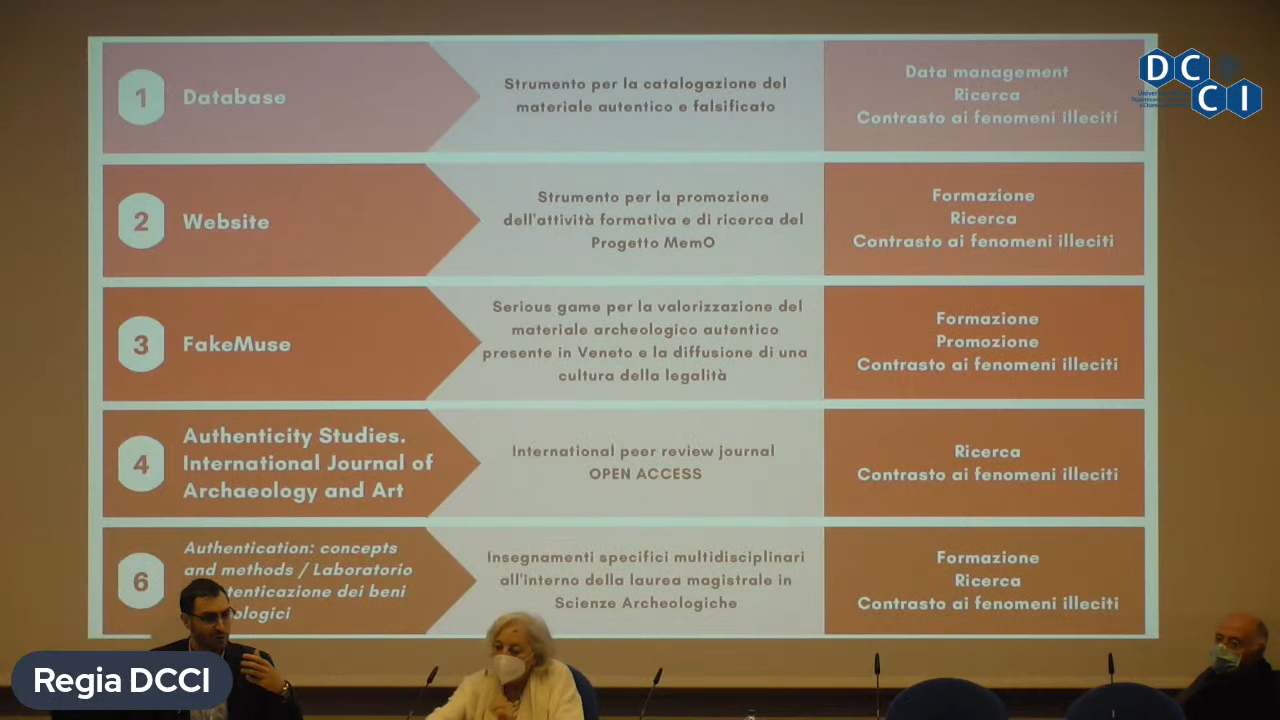 1
Database
Strumento per la catalogazione del
materiale autentico e falsificato
Data management
Ricerca
Contrasto ai fenomeni illeciti
DC
CI
2
Website
Strumento per la promozione
dell'attività formativa e di ricerca del
Progetto MemO
Formazione
Ricerca
Contrasto ai fenomeni illeciti
3
FakeMuse
Serious game per la valorizzazione del
materiale archeologico autentico
presente in Veneto e la diffusione di una
cultura della legalità
Formazione
Promozione
Contrasto ai fenomeni illeciti
4
Authenticity Studies.
International Journal of
Archaeology and Art
International peer review journal
OPEN ACCESS
Ricerca
Contrasto ai fenomeni illeciti
6
Authentication: concepts
and methods / Laboratorio
dei beni
Insegnamenti specifici multidisciplinari
all'interno della laurea magistrale in
Scienze Archeologiche
Formazione
Ricerca
Contrasto ai fenomeni illeciti
Regia DCCI